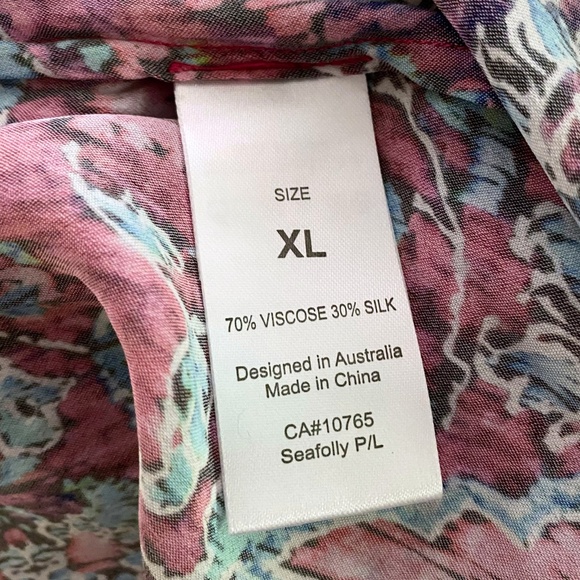 SIZE
XL
70% VISCOSE 30% SILK
Designed in Australia
Made in China
CA#10765
Seafolly P/L